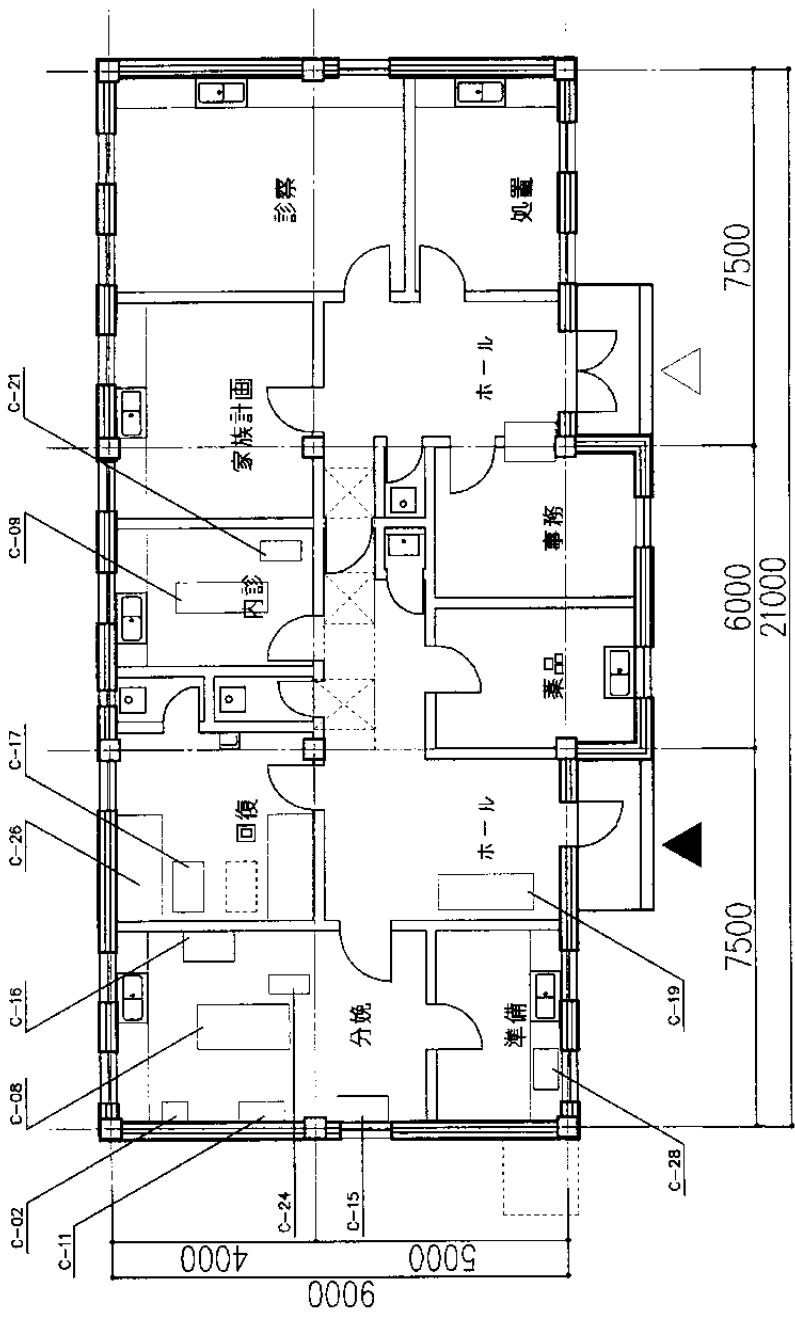 C-21
C-09
C-17
C-26
C-16
C-08
C-02
C-11
C-24
C-15
C-19
C-28
診察
処置
家族計画
ホール
内診
事務
薬品
回復
ホール
分娩
準備
7500
6000
7500
21000
4000
5000
9000